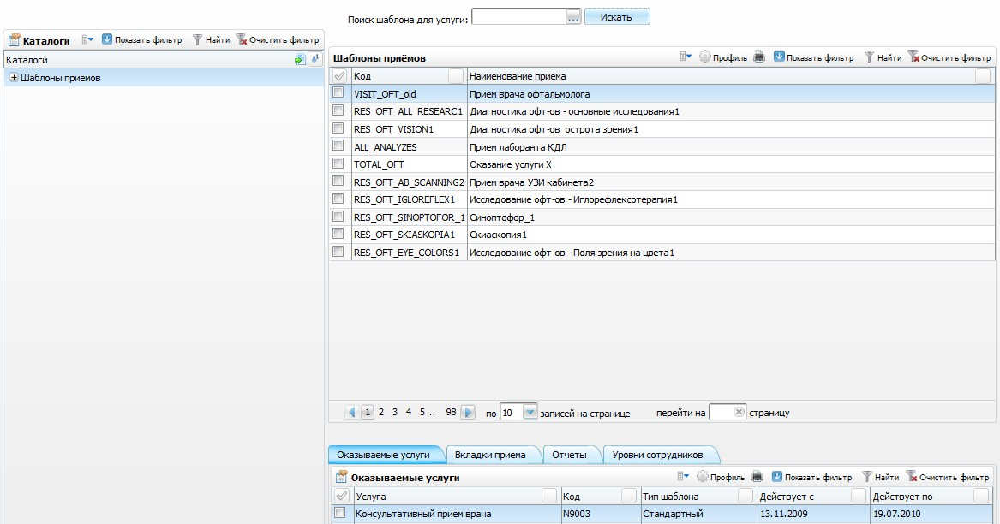 Поиск шаблона для услуги: ... Искать
Каталоги Показать фильтр Найти Очистить фильтр
Каталоги
Шаблоны приемов
Шаблоны приёмов Профиль Показать фильтр Найти Очистить фильтр
Код Наименование приема
VISIT_OFT_old Прием врача офтальмолога
RES_OFT_ALL_RESEARC1 Диагностика офт-ов - основные исследования1
RES_OFT_VISION1 Диагностика офт-ов_острота зрения1
ALL_ANALYZES Прием лаборанта КДЛ
TOTAL_OFT Оказание услуги X
RES_OFT_AB_SCANNING2 Прием врача УЗИ кабинета2
RES_OFT_IGLOREFLEX1 Исследование офт-ов - Иглорефлексотерапия1
RES_OFT_SINOPTOFOR_1 Синоптофор_1
RES_OFT_SKIASKOPIA1 Скиаскопия1
RES_OFT_EYE_COLORS1 Исследование офт-ов - Поля зрения на цвета1
1 2 3 4 5 .. 98 по 10 записей на странице перейти на страницу
Оказываемые услуги Вкладки приема Отчеты Уровни сотрудников
Оказываемые услуги Профиль Показать фильтр Найти Очистить фильтр
Услуга Код Тип шаблона Действует с Действует по
Консультативный прием врача N9003 Стандартный 13.11.2009 19.07.2010